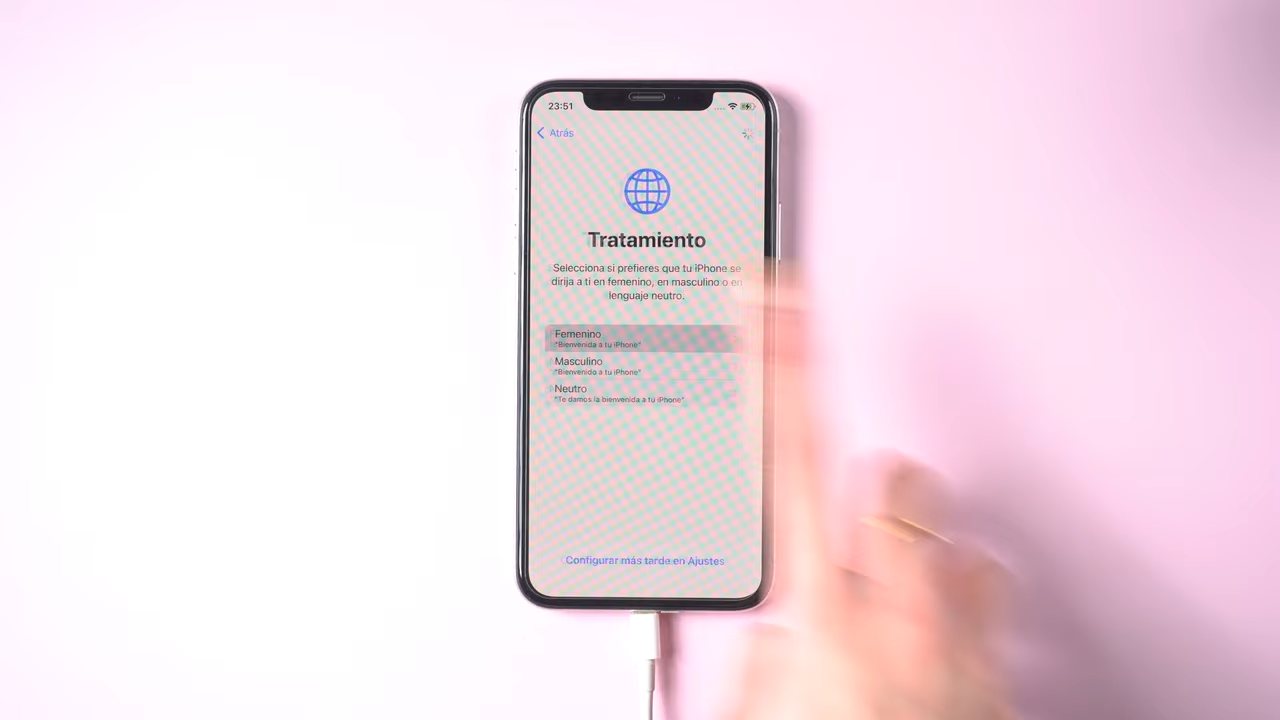 23:51
Atrás
Tratamiento
Selecciona si prefieres que tu iPhone se
dirija a ti en femenino, en masculino o en
lenguaje neutro.
Femenino
"Bienvenida a tu iPhone"
Masculino
"Bienvenido a tu iPhone"
Neutro
"Te damos la bienvenida a tu iPhone"
Configurar más tarde en Ajustes